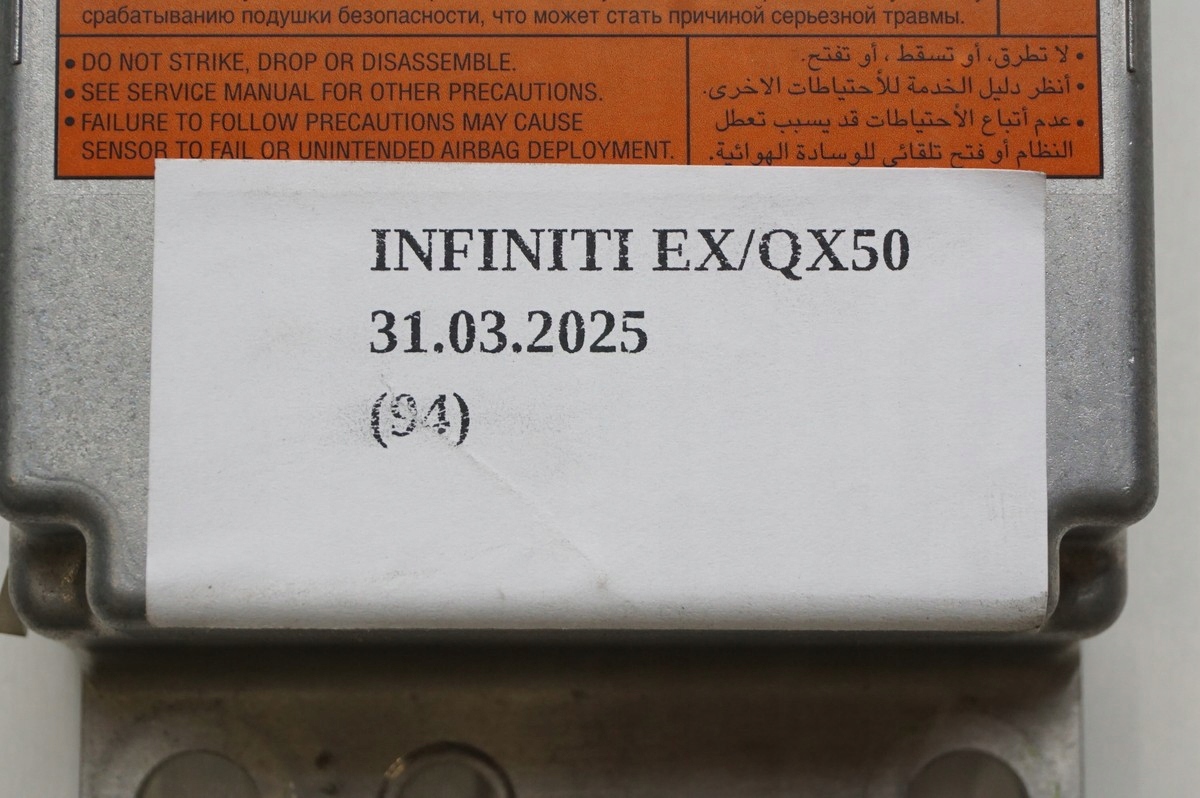 срабатыванию подушки безопасности, что может стать причиной серьезной травмы.
• DO NOT STRIKE, DROP OR DISASSEMBLE.
• SEE SERVICE MANUAL FOR OTHER PRECAUTIONS.
• FAILURE TO FOLLOW PRECAUTIONS MAY CAUSE
SENSOR TO FAIL OR UNINTENDED AIRBAG DEPLOYMENT.
• لا تطرق، أو تسقط ، أو تفتح.
• أنظر دليل الخدمة للأحتياطات الاخرى.
• عدم أتباع الأحتياطات قد يسبب تعطل
النظام أو فتح تلقائي للوسادة الهوائية.
INFINITI EX/QX50
31.03.2025
(94)